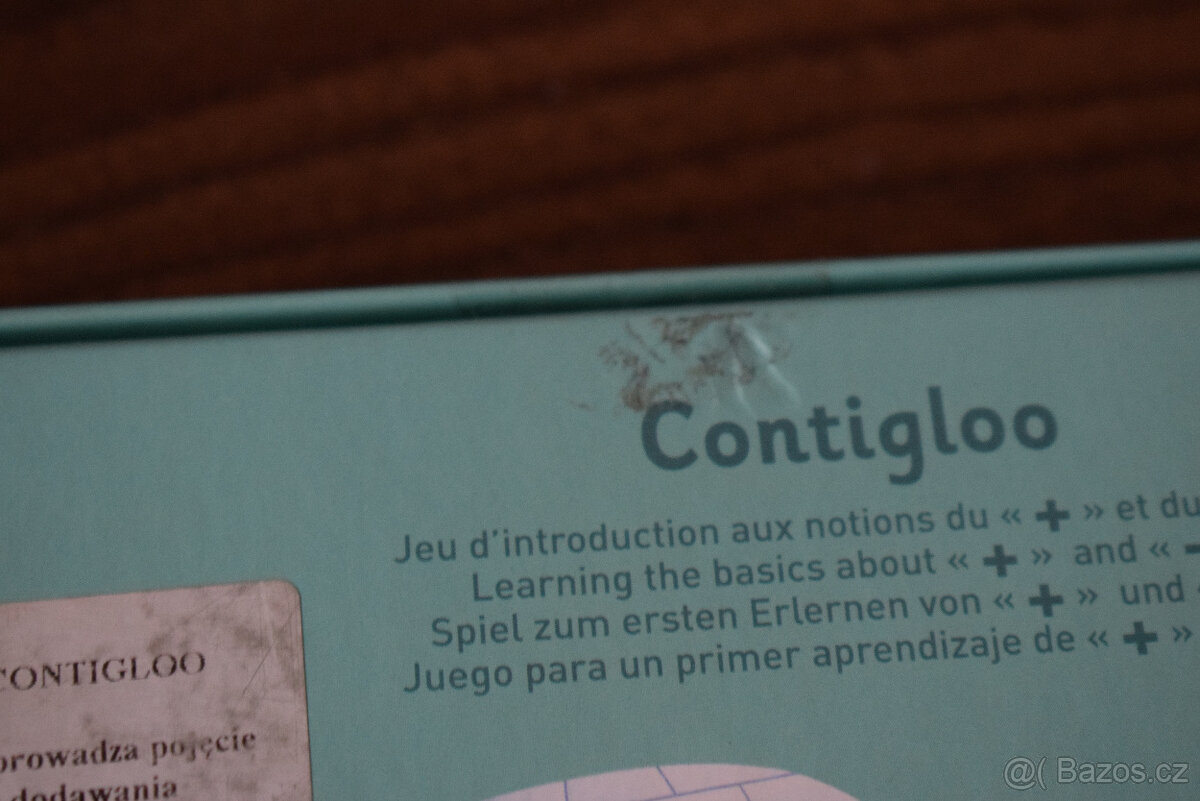 Contigloo
Jeu d'introduction aux notions du « + » et du
Learning the basics about « + » and « -
Spiel zum ersten Erlernen von « + » und
Juego para un primer aprendizaje de « + »
CONTIGLOO
prowadza pojęcie
dodawania
@( Bazos.cz